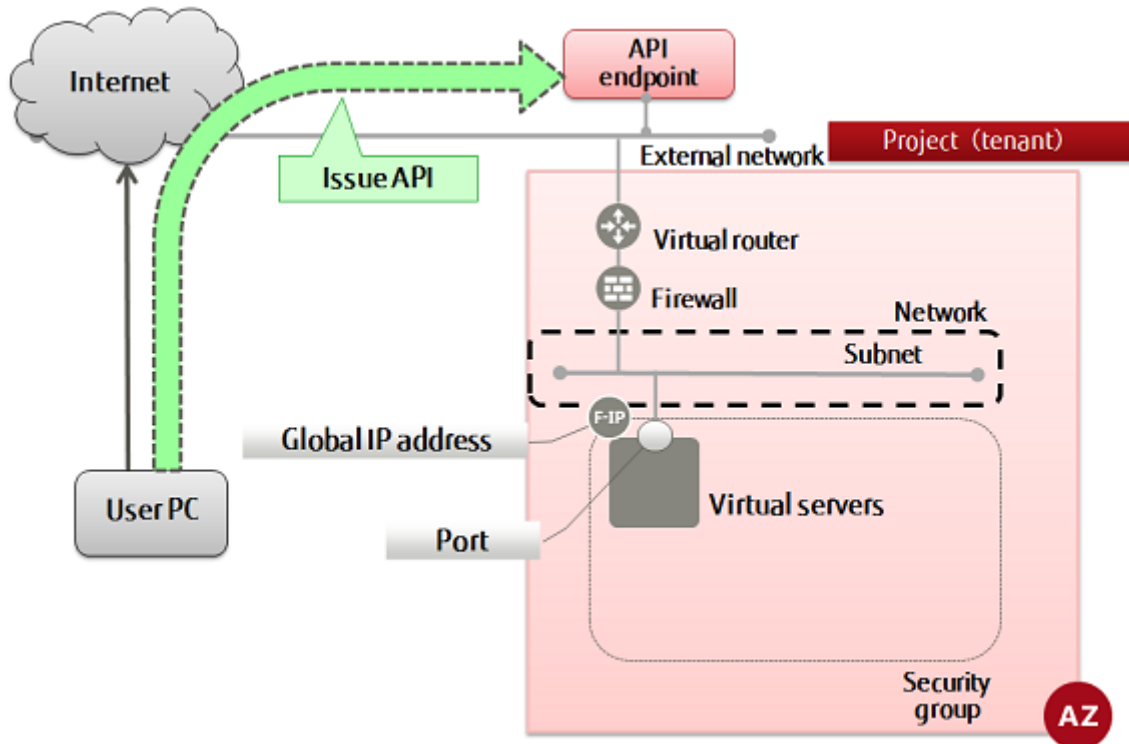 Internet
API
endpoint
Issue API
External network
Project (tenant)
Virtual router
Firewall
Network
Subnet
F-IP
Global IP address
User PC
Virtual servers
Port
Security
group
AZ